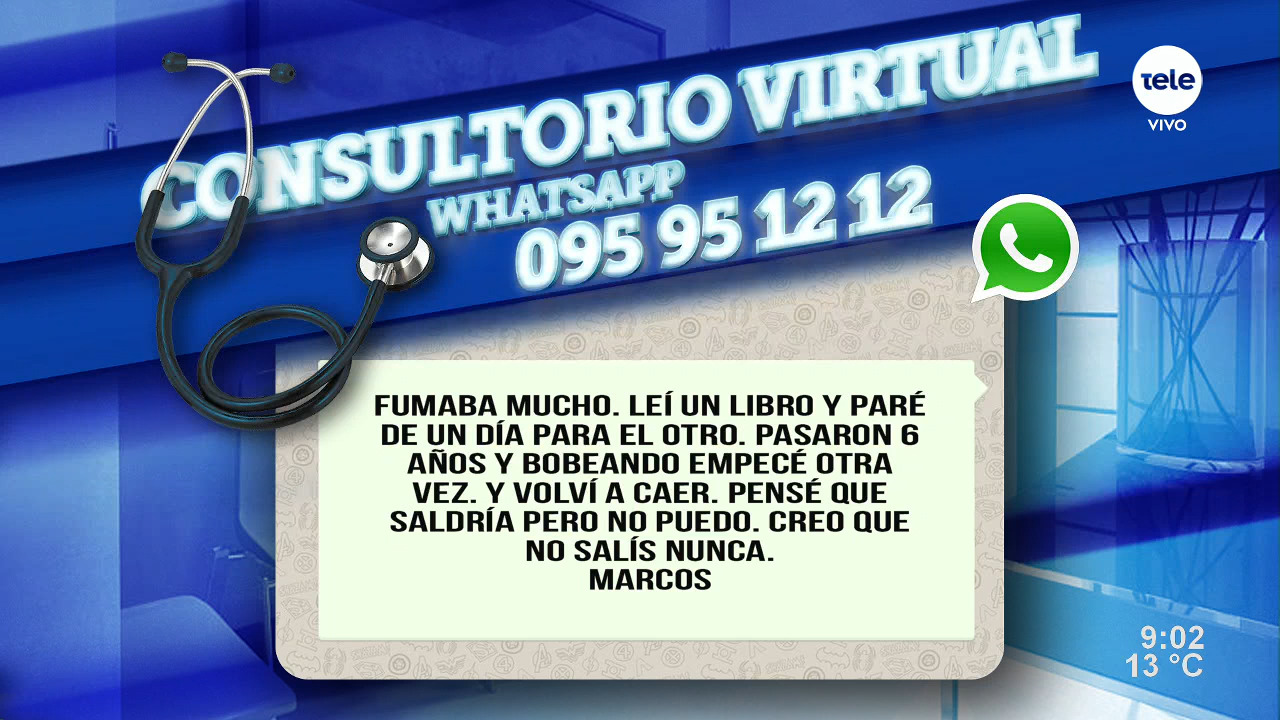 CONSULTORIO VIRTUAL
WHATSAPP
095 95 12 12
tele
VIVO
FUMABA MUCHO. LEÍ UN LIBRO Y PARÉ
DE UN DÍA PARA EL OTRO. PASARON 6
AÑOS Y BOBEANDO EMPECÉ OTRA
VEZ. Y VOLVÍ A CAER. PENSÉ QUE
SALDRÍA PERO NO PUEDO. CREO QUE
NO SALÍS NUNCA.
MARCOS
9:02
13 °C